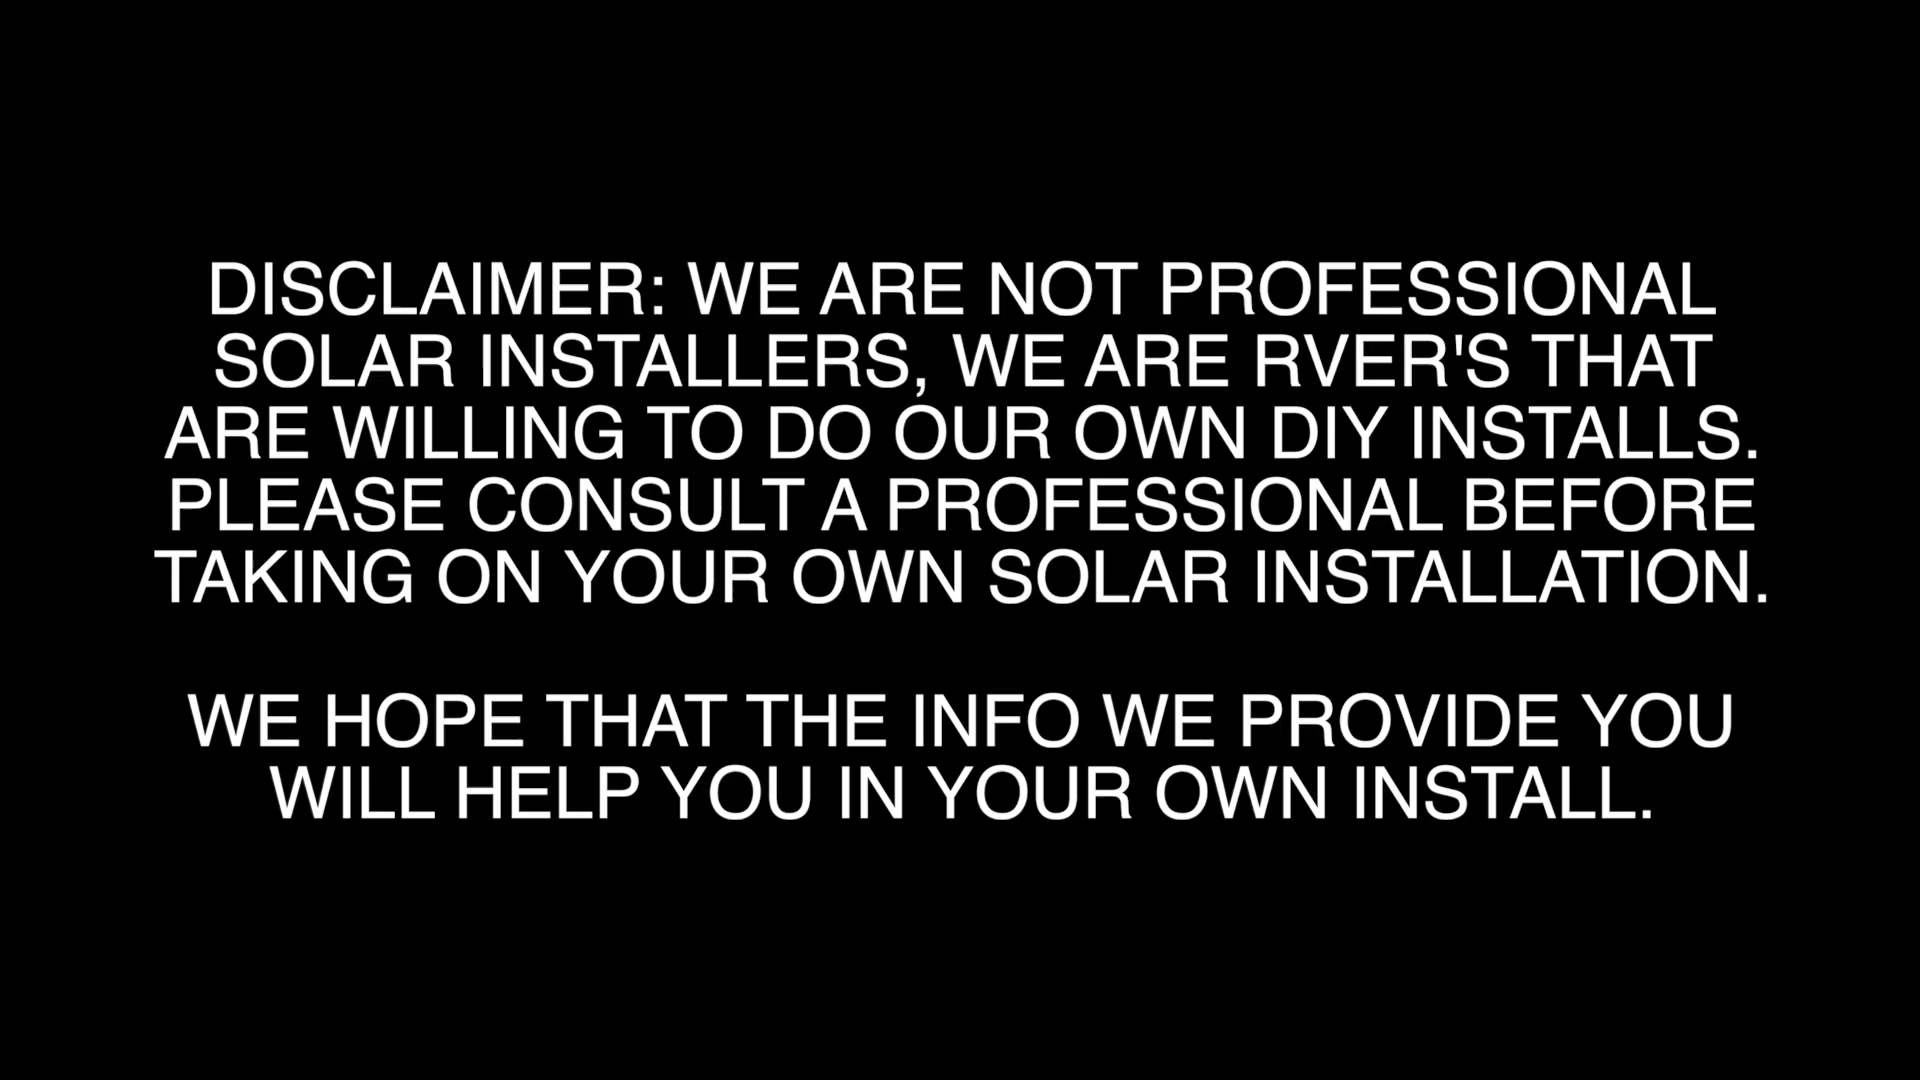 DISCLAIMER: WE ARE NOT PROFESSIONAL
SOLAR INSTALLERS, WE ARE RVER'S THAT
ARE WILLING TO DO OUR OWN DIY INSTALLS.
PLEASE CONSULT A PROFESSIONAL BEFORE
TAKING ON YOUR OWN SOLAR INSTALLATION.
WE HOPE THAT THE INFO WE PROVIDE YOU
WILL HELP YOU IN YOUR OWN INSTALL.